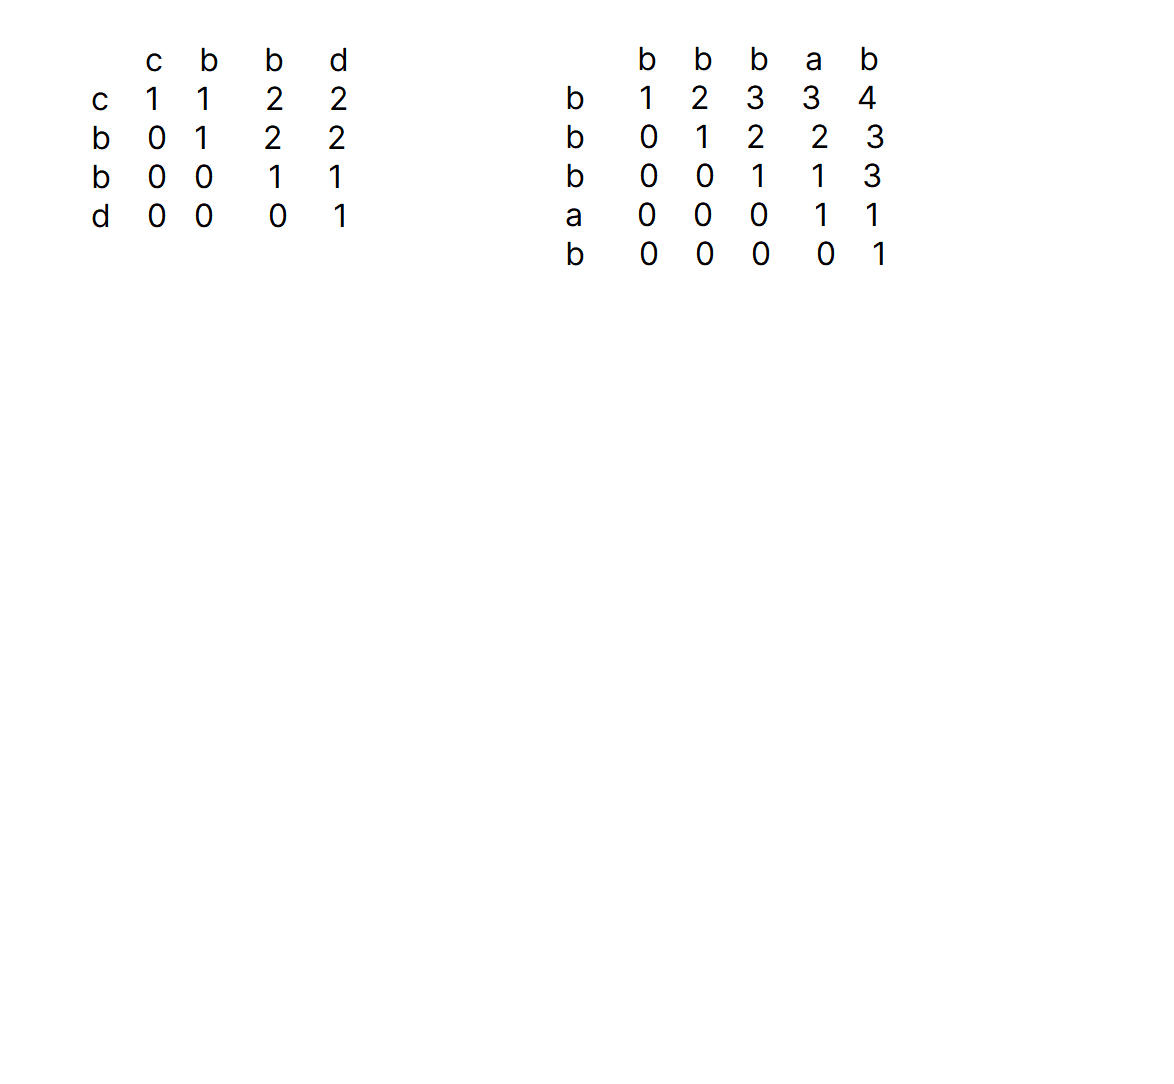 c b b d
c 1 1 2 2
b 0 1 2 2
b 0 0 1 1
d 0 0 0 1
b b b a b
b 1 2 3 3 4
b 0 1 2 2 3
b 0 0 1 1 3
a 0 0 0 1 1
b 0 0 0 0 1